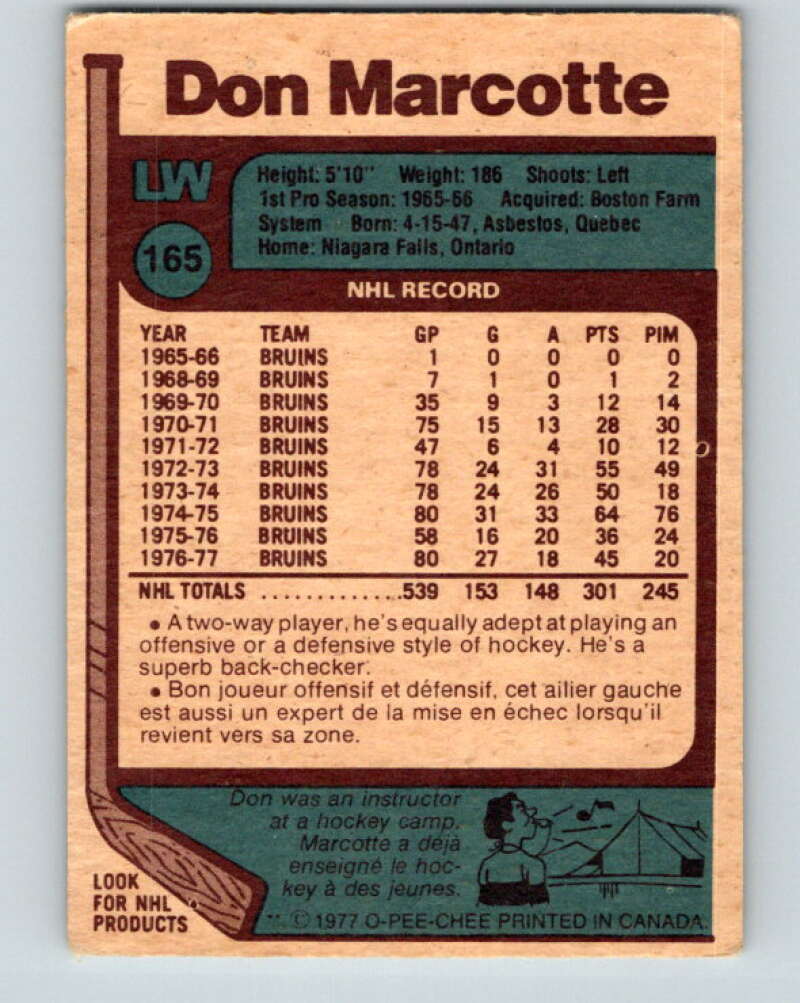 Don Marcotte
LW
Height: 5'10" Weight: 186 Shoots: Left
1st Pro Season: 1965-66 Acquired: Boston Farm
System Born: 4-15-47, Asbestos, Quebec
Home: Niagara Falls, Ontario
165
NHL RECORD
YEAR TEAM GP G A PTS PIM
1965-66 BRUINS 1 0 0 0 0
1968-69 BRUINS 7 1 0 1 2
1969-70 BRUINS 35 9 3 12 14
1970-71 BRUINS 75 15 13 28 30
1971-72 BRUINS 47 6 4 10 12
1972-73 BRUINS 78 24 31 55 49
1973-74 BRUINS 78 24 26 50 18
1974-75 BRUINS 80 31 33 64 76
1975-76 BRUINS 58 16 20 36 24
1976-77 BRUINS 80 27 18 45 20
NHL TOTALS .............539 153 148 301 245
• A two-way player, he's equally adept at playing an
offensive or a defensive style of hockey. He's a
superb back-checker.
• Bon joueur offensif et défensif, cet ailier gauche
est aussi un expert de la mise en échec lorsqu'il
revient vers sa zone.
Don was an instructor
at a hockey camp.
Marcotte a déjà
enseigné le hoc-
key à des jeunes.
LOOK
FOR NHL
PRODUCTS
** © 1977 O-PEE-CHEE PRINTED IN CANADA.